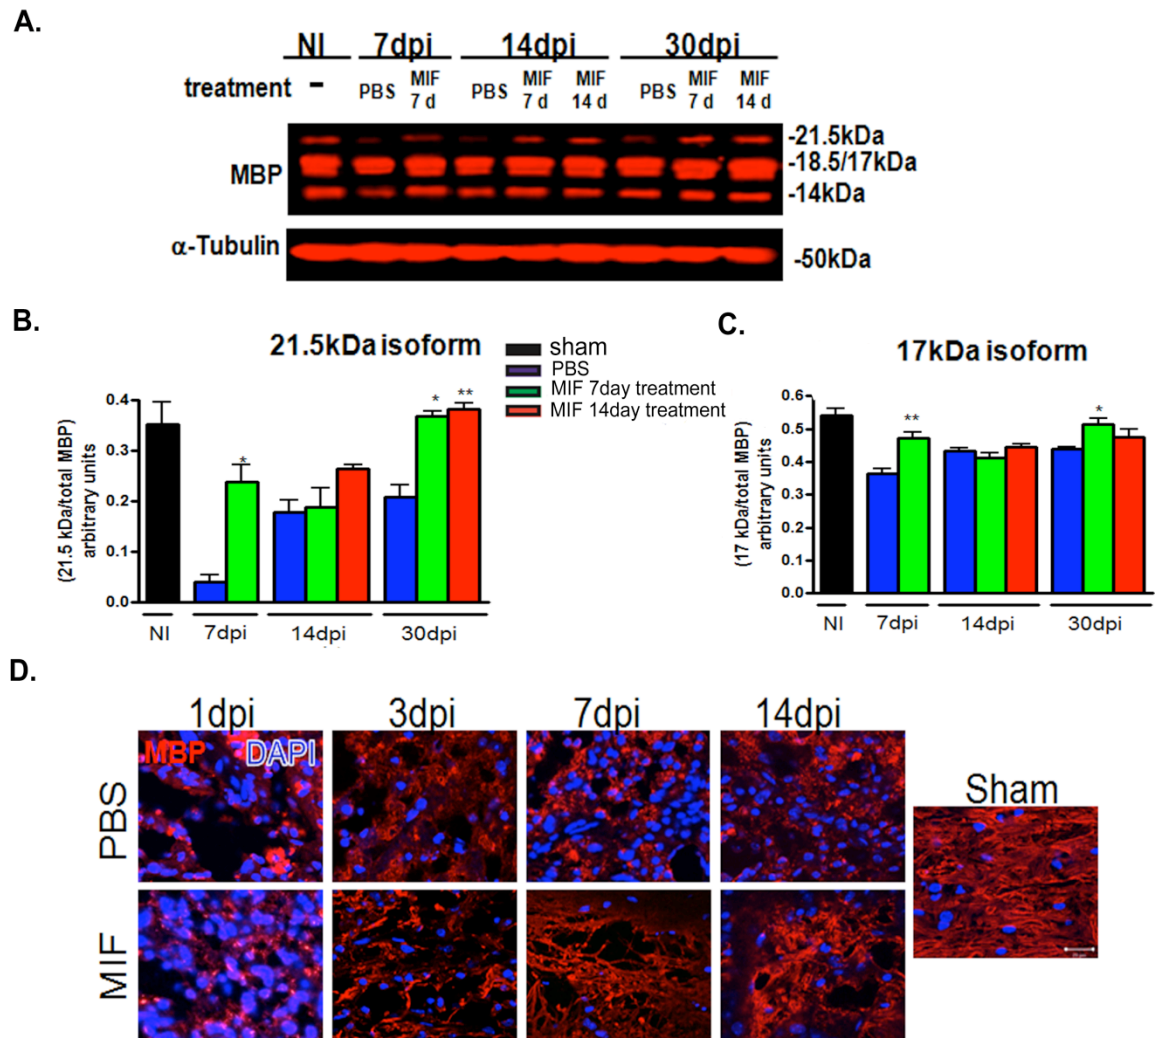 A.
NI 7dpi 14dpi 30dpi
treatment - PBS MIF 7 d PBS MIF 7 d MIF 14 d PBS MIF 7 d MIF 14 d
MBP
-21.5kDa
-18.5/17kDa
-14kDa
α-Tubulin
-50kDa
B.
21.5kDa isoform
sham
PBS
MIF 7day treatment
MIF 14day treatment
(21.5 kDa/total MBP)
arbitrary units
0.4
0.3
0.2
0.1
0.0
* * **
NI 7dpi 14dpi 30dpi
C.
17kDa isoform
(17 kDa/total MBP)
arbitrary units
0.6
0.5
0.4
0.3
0.2
0.1
0.0
** *
NI 7dpi 14dpi 30dpi
D.
1dpi 3dpi 7dpi 14dpi
MBP DAPI
PBS
MIF
Sham